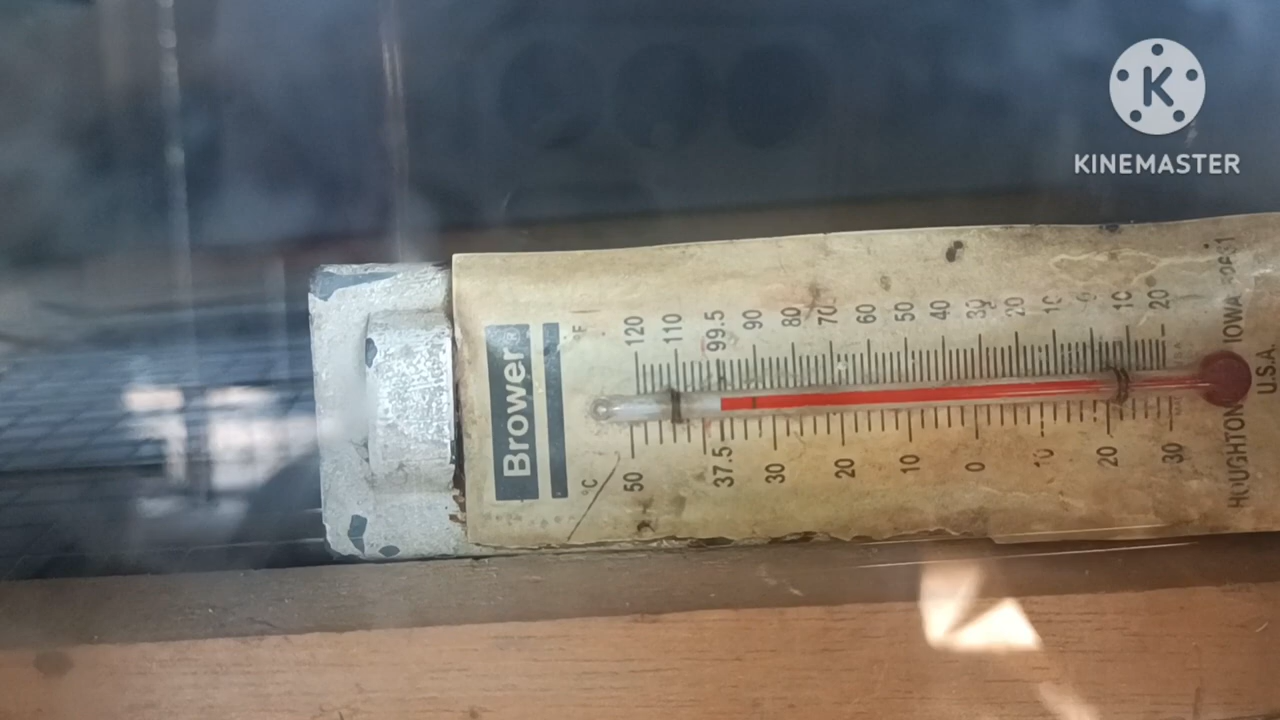 K
KINEMASTER
Brower®
°F
120 110 99.5 90 80 70 60 50 40 30 20 10 0 10 20
°C
50 37.5 30 20 10 0 10 20 30
HOUGHTON IOWA
U.S.A.